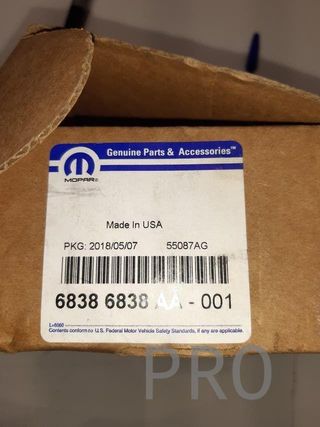 Genuine Parts & Accessories™
MOPAR®
Made In USA
PKG: 2018/05/07 55087AG
6838 6838 AA - 001
L=6060
Contents conform to U.S. Federal Motor Vehicle Safety Standards, if any are applicable.
PRO